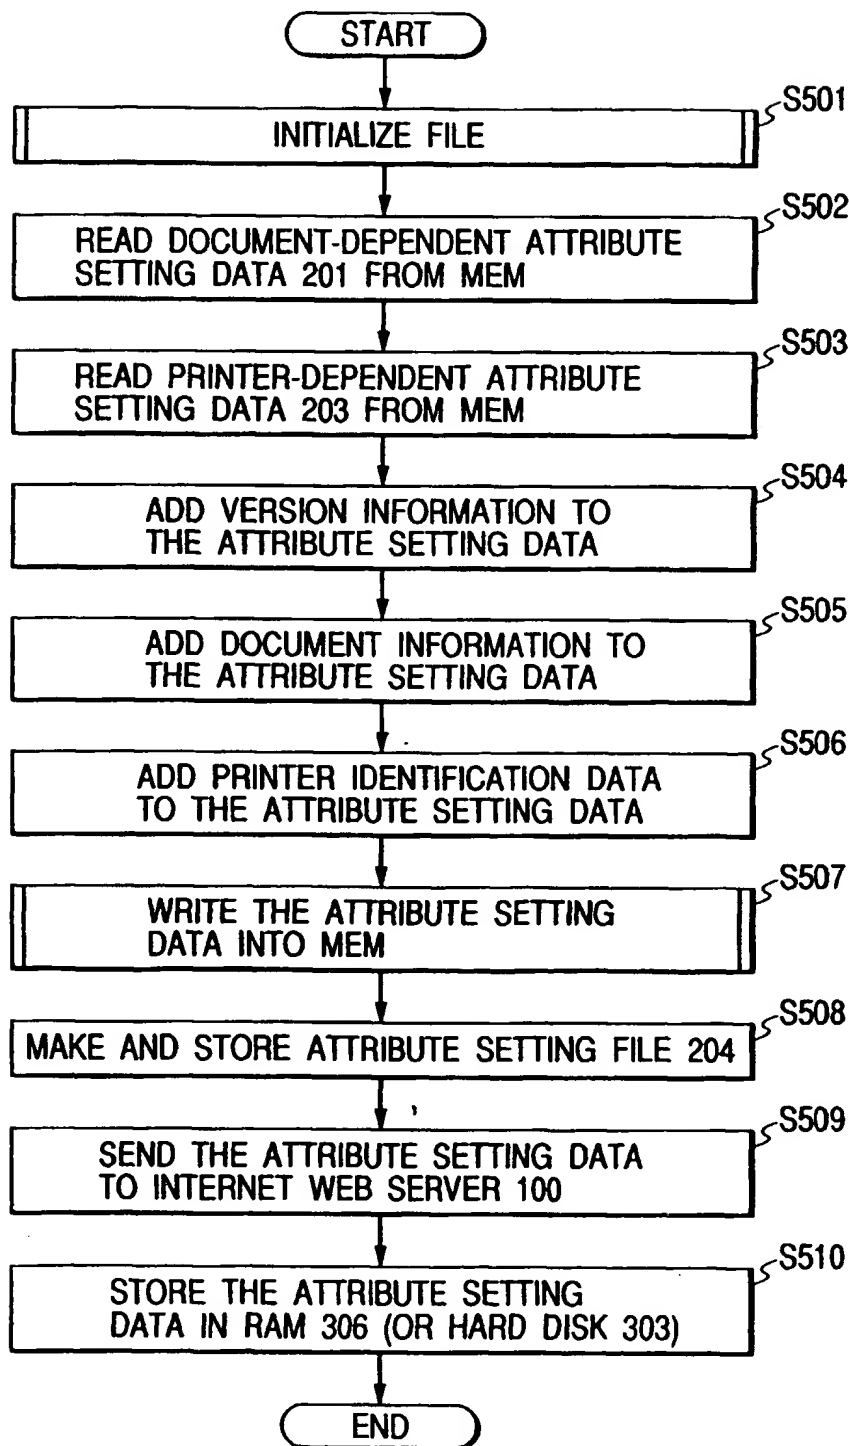 START
INITIALIZE FILE
S501
READ DOCUMENT-DEPENDENT ATTRIBUTE
SETTING DATA 201 FROM MEM
S502
READ PRINTER-DEPENDENT ATTRIBUTE
SETTING DATA 203 FROM MEM
S503
ADD VERSION INFORMATION TO
THE ATTRIBUTE SETTING DATA
S504
ADD DOCUMENT INFORMATION TO
THE ATTRIBUTE SETTING DATA
S505
ADD PRINTER IDENTIFICATION DATA
TO THE ATTRIBUTE SETTING DATA
S506
WRITE THE ATTRIBUTE SETTING
DATA INTO MEM
S507
MAKE AND STORE ATTRIBUTE SETTING FILE 204
S508
SEND THE ATTRIBUTE SETTING DATA
TO INTERNET WEB SERVER 100
S509
STORE THE ATTRIBUTE SETTING
DATA IN RAM 306 (OR HARD DISK 303)
S510
END